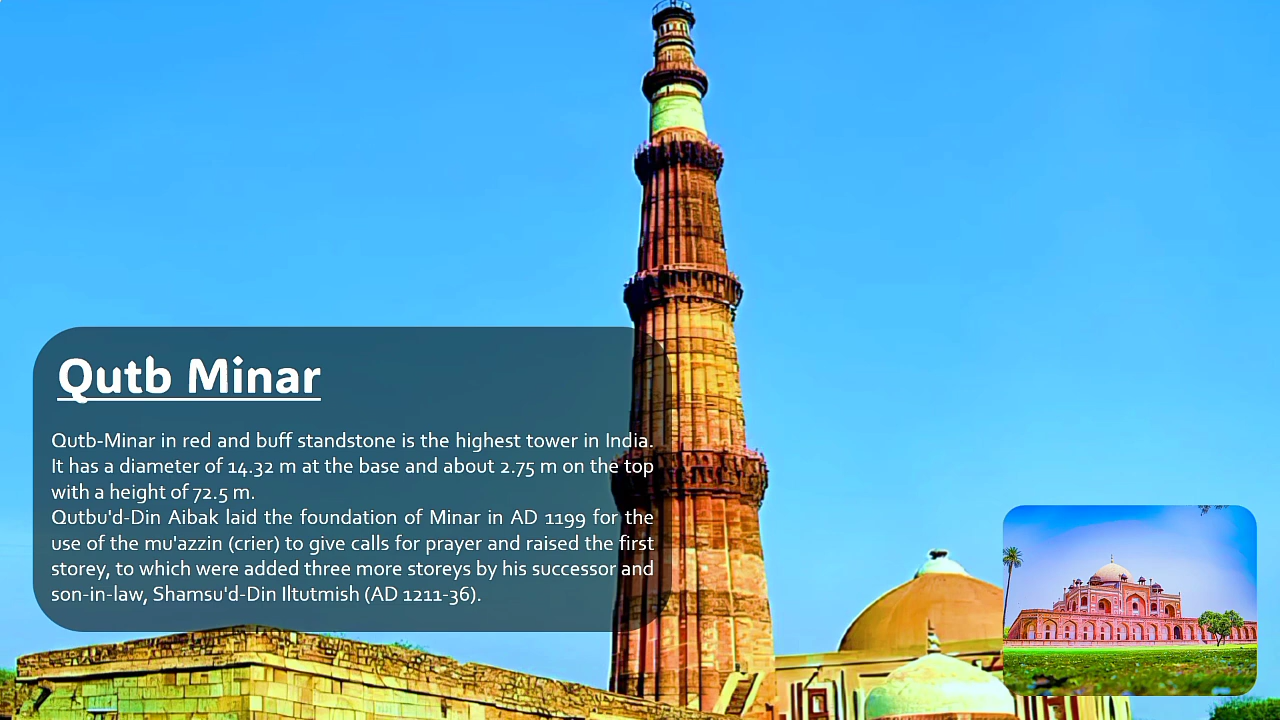 Qutb Minar
Qutb-Minar in red and buff standstone is the highest tower in India.
It has a diameter of 14.32 m at the base and about 2.75 m on the top
with a height of 72.5 m.
Qutbu'd-Din Aibak laid the foundation of Minar in AD 1199 for the
use of the mu'azzin (crier) to give calls for prayer and raised the first
storey, to which were added three more storeys by his successor and
son-in-law, Shamsu'd-Din Iltutmish (AD 1211-36).